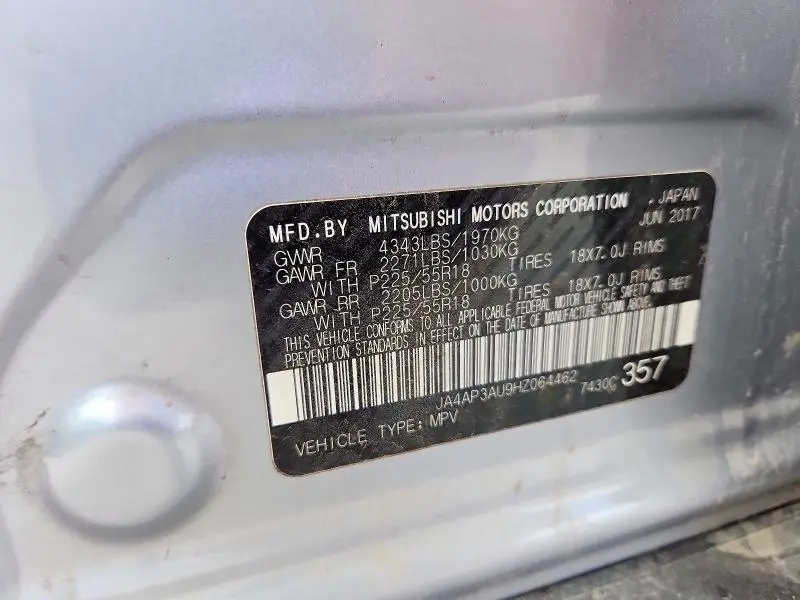 MFD.BY MITSUBISHI MOTORS CORPORATION . JAPAN
JUN 2017
GWWR 4343LBS/1970KG
GAWR FR 2271LBS/1030KG
WITH P225/55R18 TIRES 18X7.0J RIMS
GAWR RR 2205LBS/1000KG
WITH P225/55R18 TIRES 18X7.0J RIMS
THIS VEHICLE CONFORMS TO ALL APPLICABLE FEDERAL MOTOR VEHICLE SAFETY AND THEFT
PREVENTION STANDARDS IN EFFECT ON THE DATE OF MANUFACTURE SHOWN ABOVE.
JA4AP3AU9HZ064462
7430C 357
VEHICLE TYPE: MPV